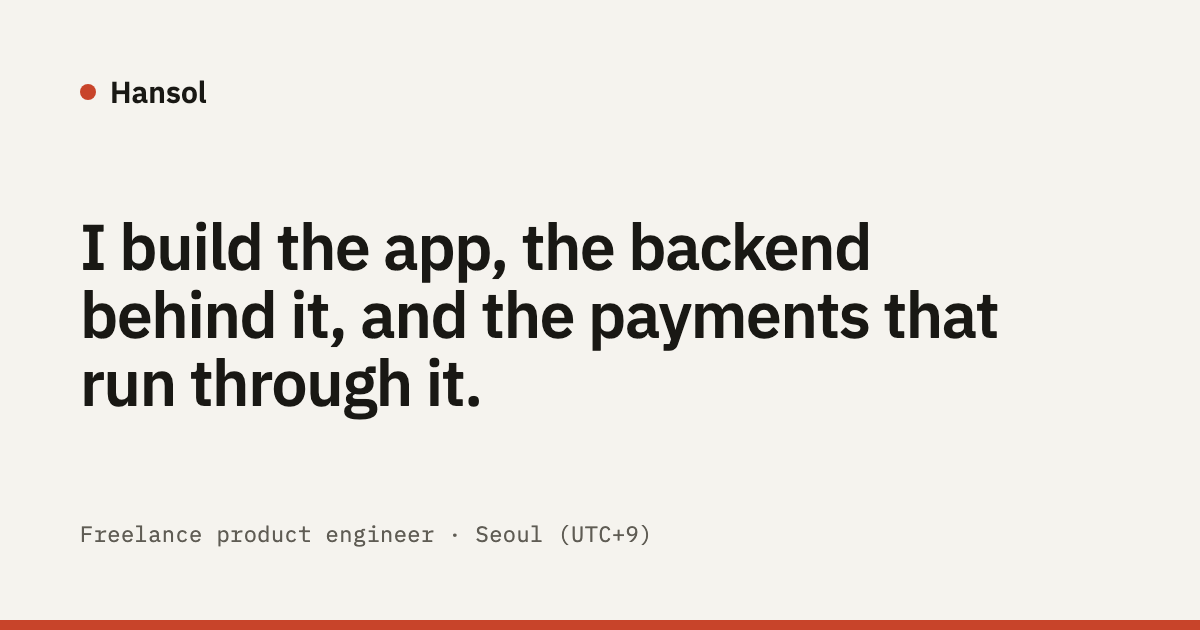 Hansol
I build the app, the backend
behind it, and the payments that
run through it.
Freelance product engineer · Seoul (UTC+9)